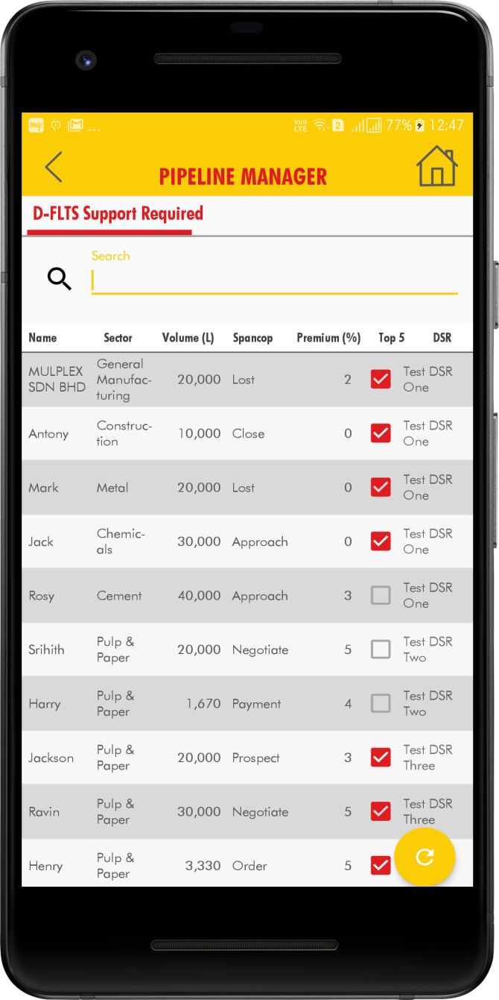 my ... Vo)) LTE 2 77% 12:47
PIPELINE MANAGER
D-FLTS Support Required
Search
Name Sector Volume (L) Spancop Premium (%) Top 5 DSR
MULPLEX SDN BHD General Manufac-turing 20,000 Lost 2 Test DSR One
Antony Construc-tion 10,000 Close 0 Test DSR One
Mark Metal 20,000 Lost 0 Test DSR One
Jack Chemic-als 30,000 Approach 0 Test DSR One
Rosy Cement 40,000 Approach 3 Test DSR One
Srihith Pulp & Paper 20,000 Negotiate 5 Test DSR Two
Harry Pulp & Paper 1,670 Payment 4 Test DSR Two
Jackson Pulp & Paper 20,000 Prospect 3 Test DSR Three
Ravin Pulp & Paper 30,000 Negotiate 5 Test DSR Three
Henry Pulp & Paper 3,330 Order 5